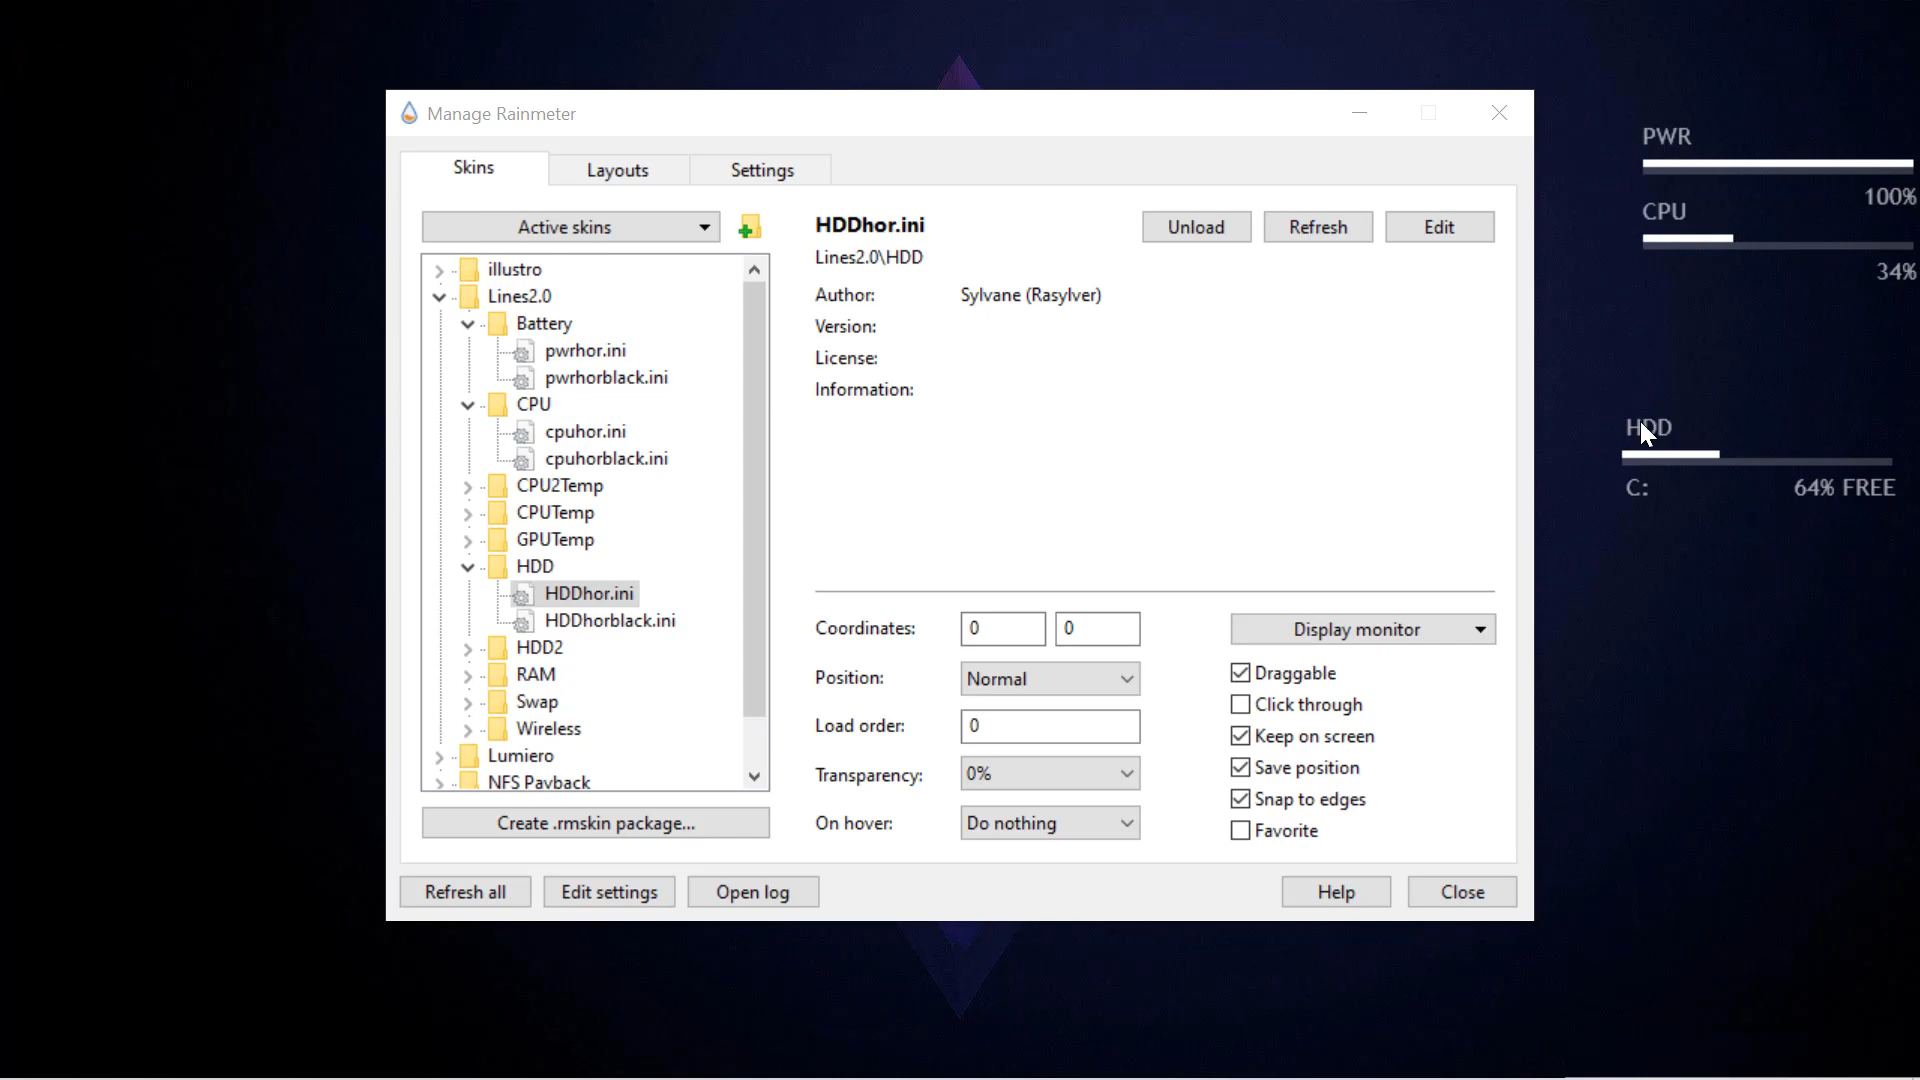 Manage Rainmeter
Skins
Layouts
Settings
Active skins
illustro
Lines2.0
Battery
pwrhor.ini
pwrhorblack.ini
CPU
cpuhor.ini
cpuhorblack.ini
CPU2Temp
CPUTemp
GPUTemp
HDD
HDDhor.ini
HDDhorblack.ini
HDD2
RAM
Swap
Wireless
Lumiero
NFS Payback
Create .rmskin package...
HDDhor.ini
Unload
Refresh
Edit
Lines2.0\HDD
Author: Sylvane (Rasylver)
Version:
License:
Information:
Coordinates: 0 0
Position: Normal
Load order: 0
Transparency: 0%
On hover: Do nothing
Display monitor
Draggable
Click through
Keep on screen
Save position
Snap to edges
Favorite
Refresh all
Edit settings
Open log
Help
Close
PWR
100%
CPU
34%
HDD
C: 64% FREE